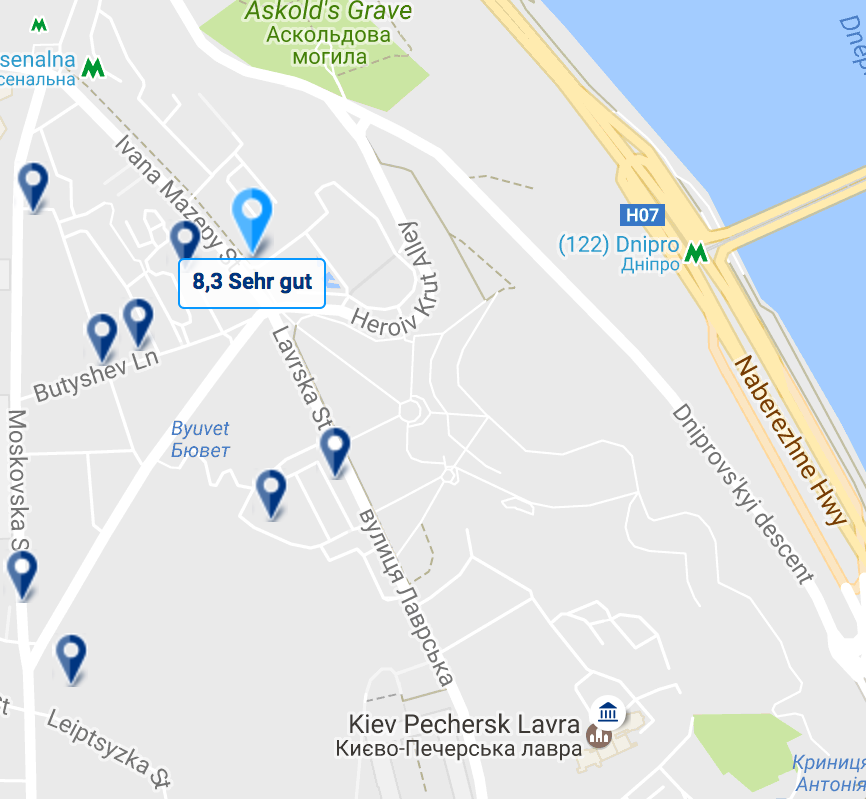 Askold's Grave
Аскольдова
могила
senalna
сенальна
Ivana Mazepy St
H07
(122) Dnipro
Дніпро
8,3 Sehr gut
Heroiv Krut Alley
Butyshev Ln
Lavrska St
Byuvet
Бювет
Moskovska S
Naberezhne Hwy
Dniprovs'kyi descent
вулиця Лаврська
Leiptsyzka St
Kiev Pechersk Lavra
Києво-Печерська лавра
Криниця
Антонія